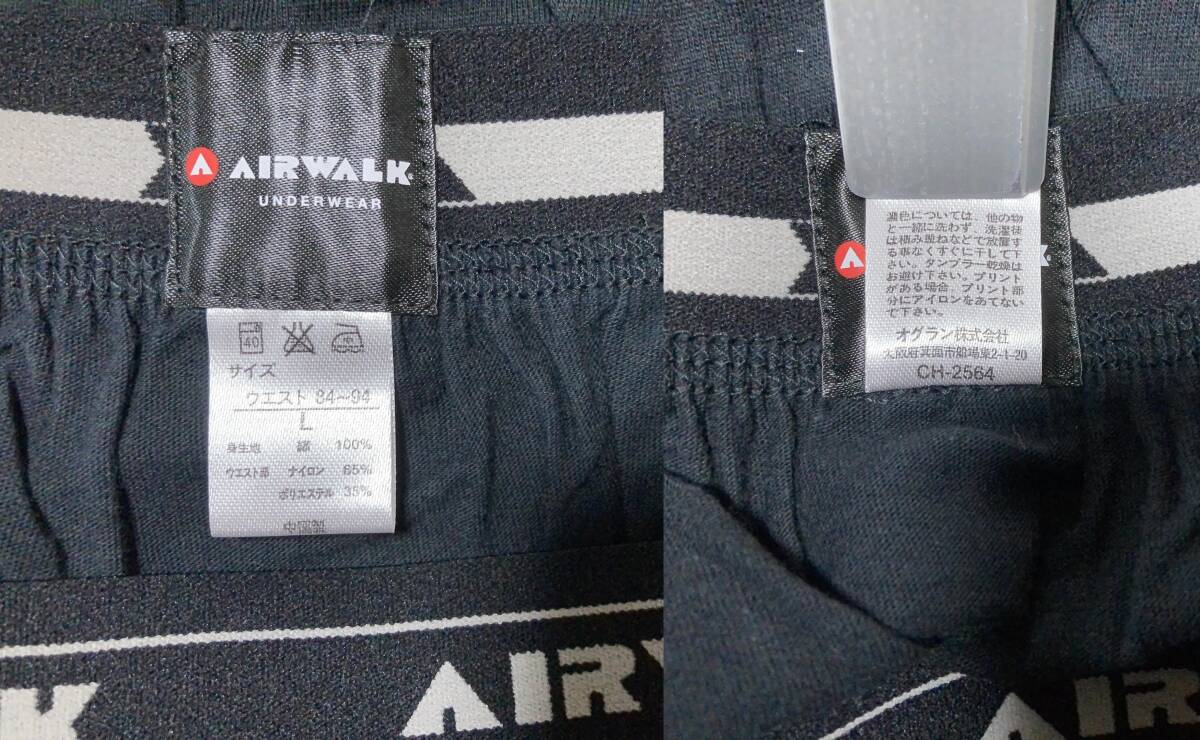 AIRWALK
UNDERWEAR
40
中
サイズ
ウエスト 84~94
L
身生地 綿 100%
ウエスト部 ナイロン 65%
ポリエステル 35%
中国製
K
AIR
濃色については、他の物
と一緒に洗わず、洗濯後
は積み重ねなどで放置す
る事なくすぐに干して下
さい。タンブラー乾燥は
お避け下さい。プリント
がある場合、プリント部
分にアイロンをあてない
で下さい。
オグラン株式会社
大阪府箕面市船場東2-1-20
CH-2564
K
AIR